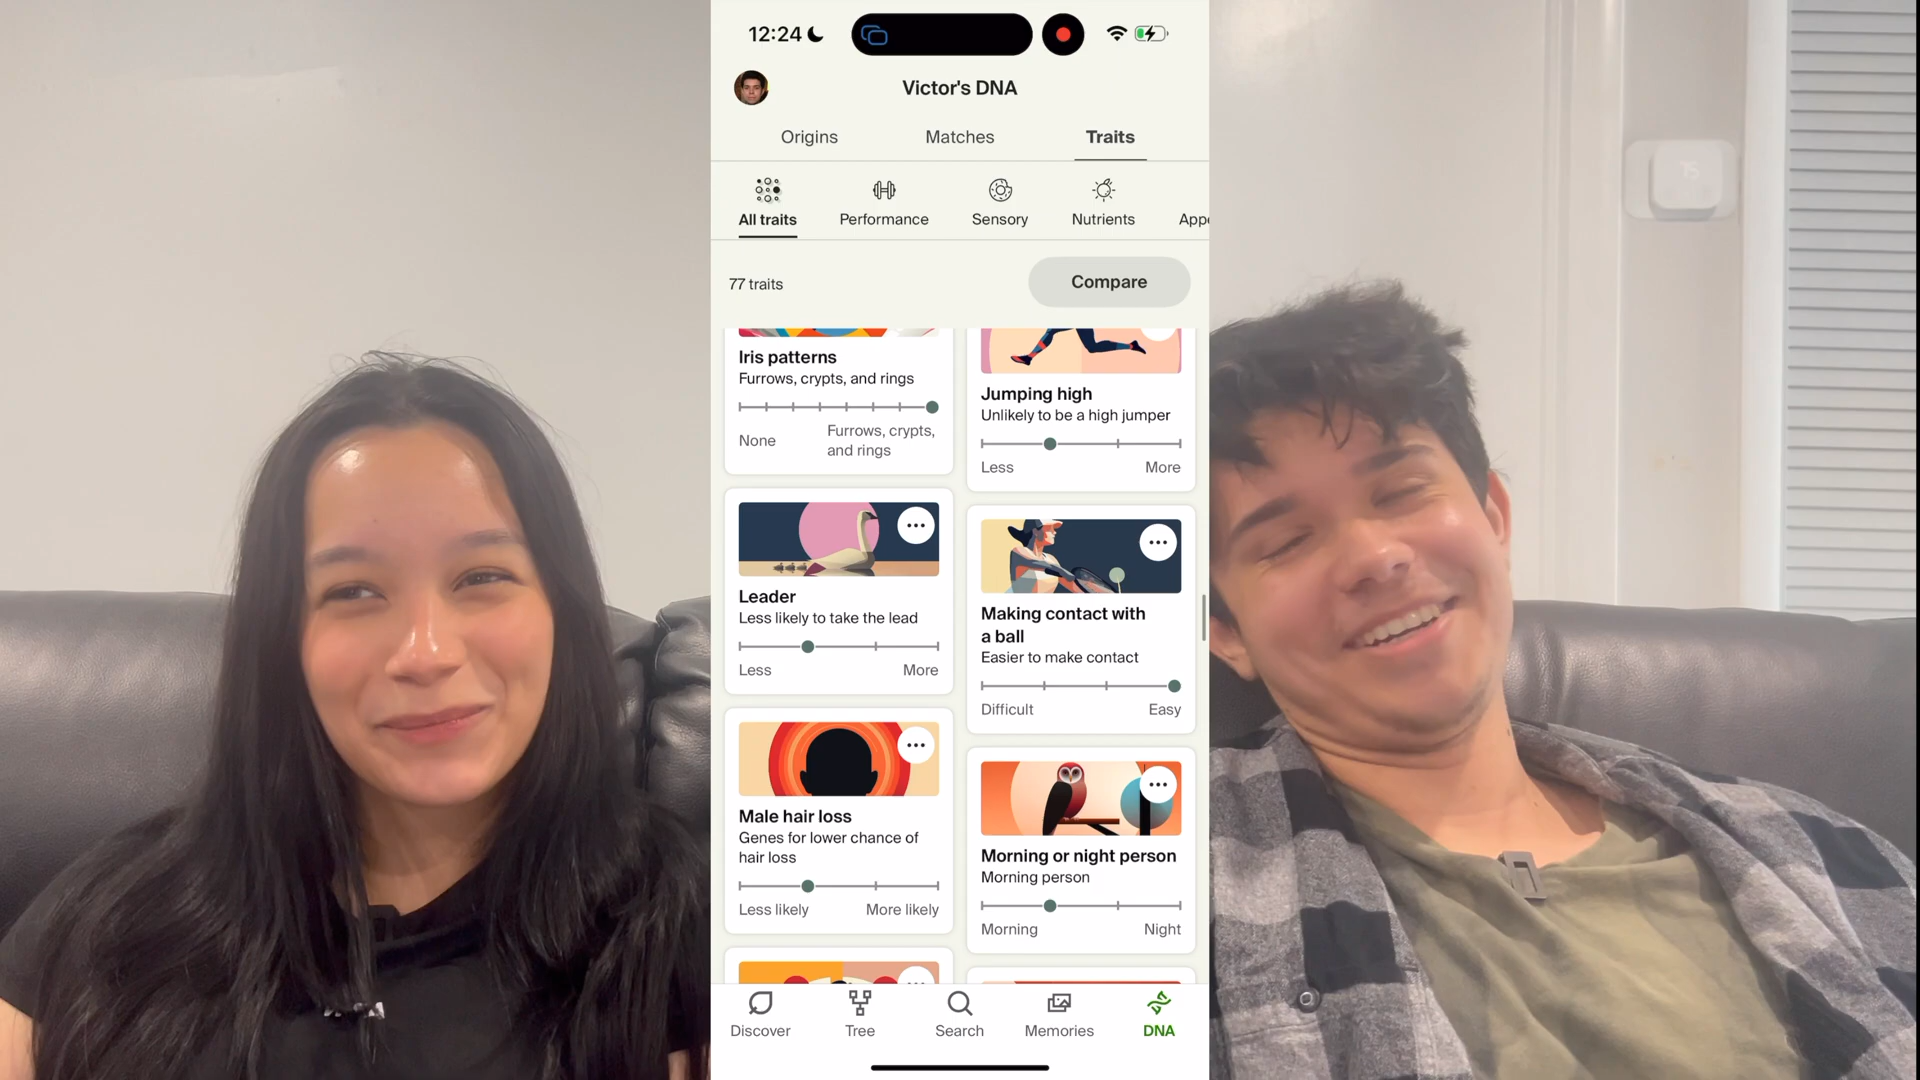 12:24
Victor's DNA
Origins
Matches
Traits
All traits
Performance
Sensory
Nutrients
Appe
77 traits
Compare
Iris patterns
Furrows, crypts, and rings
None
Furrows, crypts,
and rings
Jumping high
Unlikely to be a high jumper
Less
More
Leader
Less likely to take the lead
Less
More
Making contact with
a ball
Easier to make contact
Difficult
Easy
Male hair loss
Genes for lower chance of
hair loss
Less likely
More likely
Morning or night person
Morning person
Morning
Night
Discover
Tree
Search
Memories
DNA
75